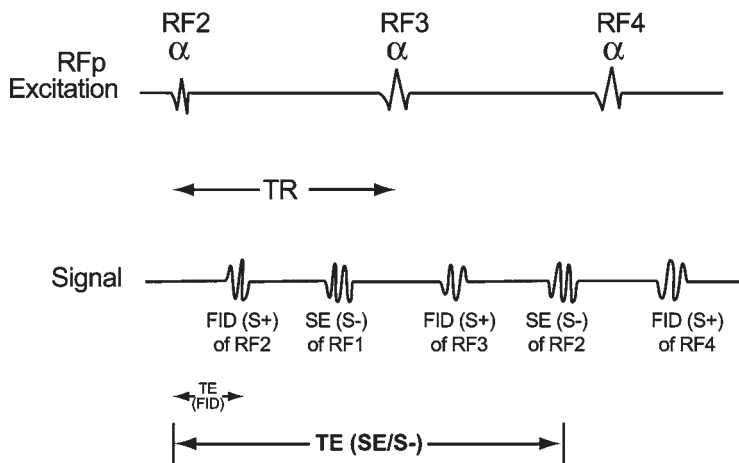 RF2 RF3 RF4
α α α
RFp
Excitation
TR
Signal
FID (S+) SE (S-) FID (S+) SE (S-) FID (S+)
of RF2 of RF1 of RF3 of RF2 of RF4
TE
(FID)
TE (SE/S-)